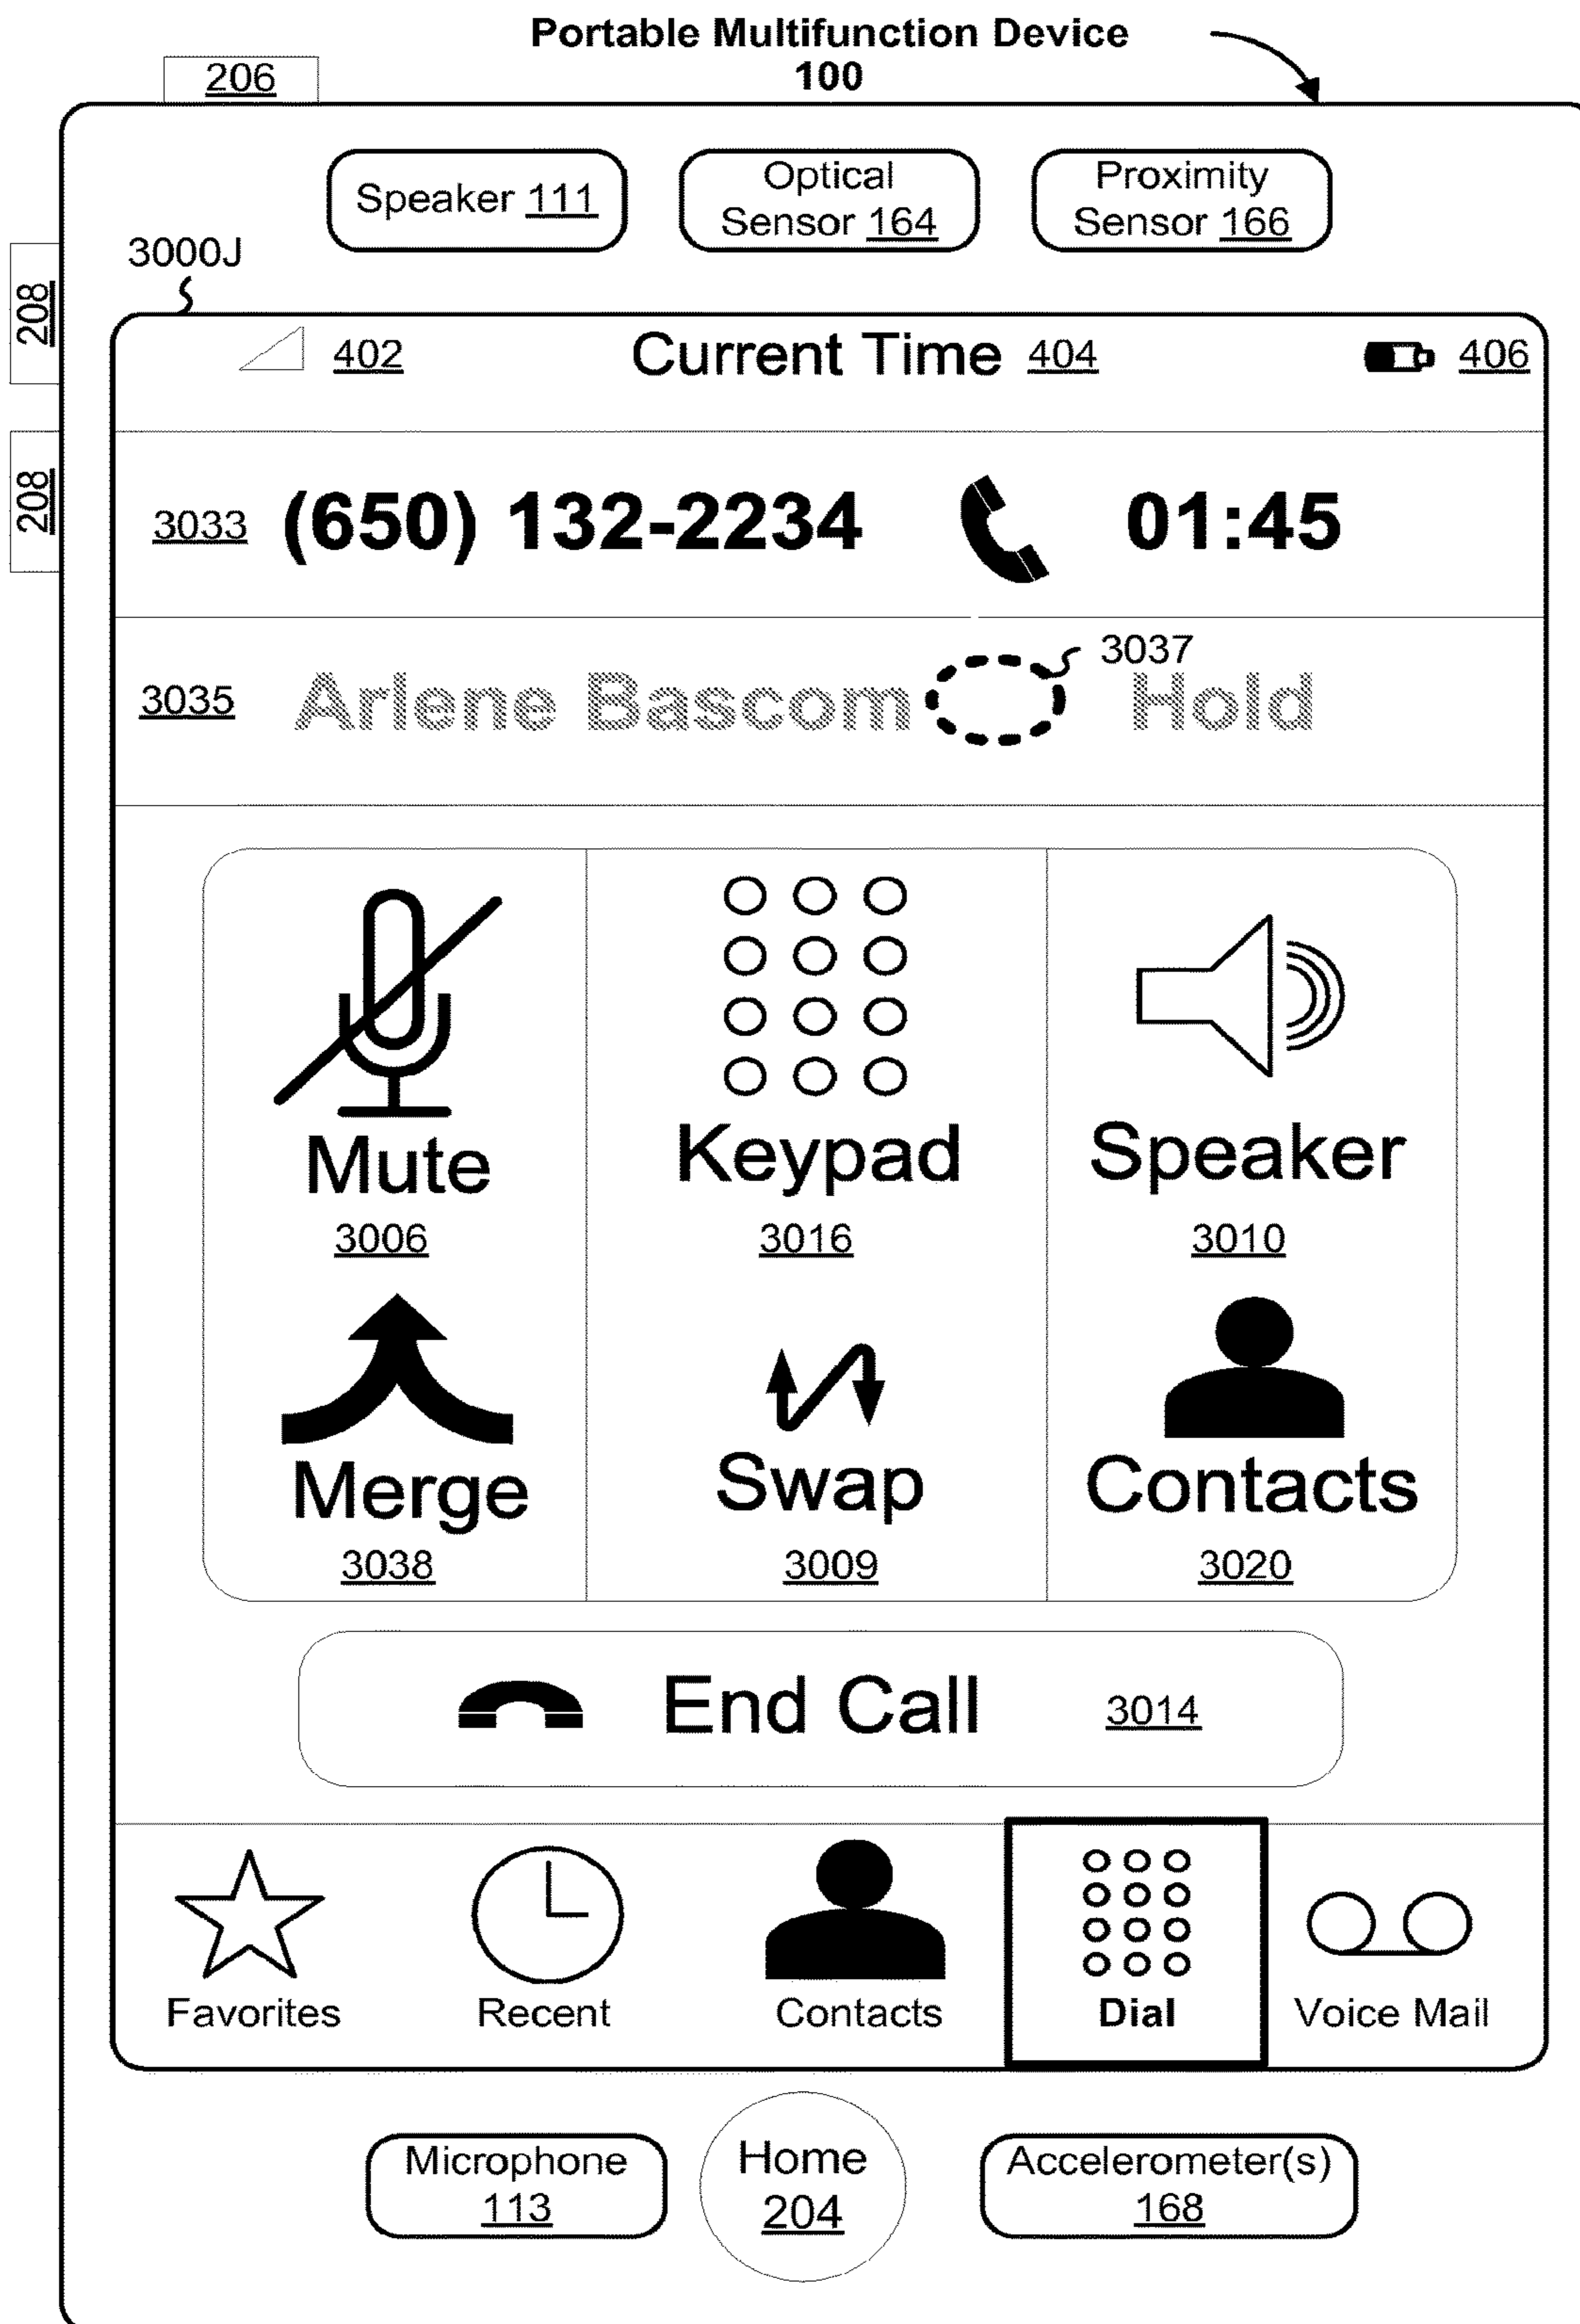 Portable Multifunction Device
100
206
Speaker 111
Optical
Sensor 164
Proximity
Sensor 166
3000J
208
402 Current Time 404 406
208
3033 (650) 132-2234 01:45
3037
3035 Arlene Bascom Hold
Mute Keypad Speaker
3006 3016 3010
Merge Swap Contacts
3038 3009 3020
End Call 3014
Favorites Recent Contacts Dial Voice Mail
Microphone
113
Home
204
Accelerometer(s)
168